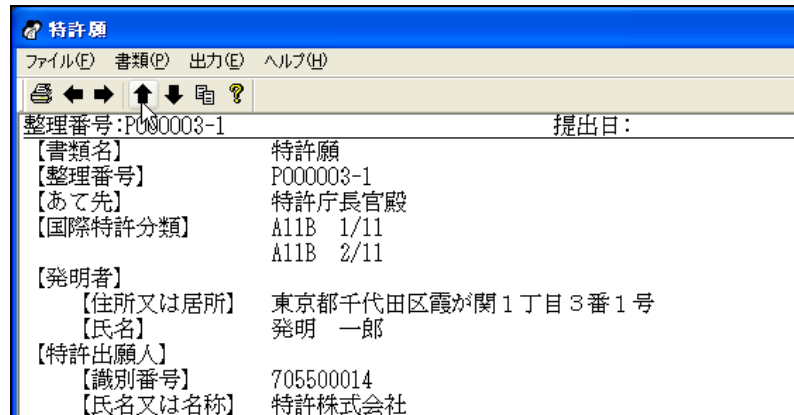 特許願
ファイル(F) 書類(P) 出力(E) ヘルプ(H)
整理番号:P000003-1 提出日:
【書類名】 特許願
【整理番号】 P000003-1
【あて先】 特許庁長官殿
【国際特許分類】 A11B 1/11
A11B 2/11
【発明者】
【住所又は居所】 東京都千代田区霞が関1丁目3番1号
【氏名】 発明 一郎
【特許出願人】
【識別番号】 705500014
【氏名又は名称】 特許株式会社